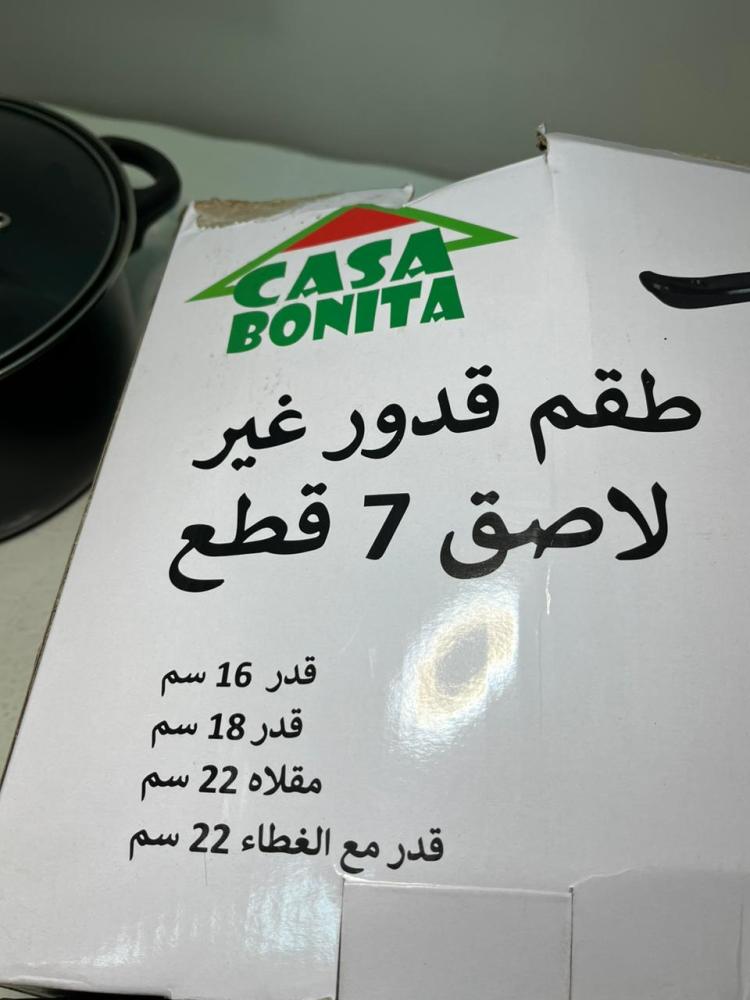 CASA
BONITA
طقم قدور غير
لاصق 7 قطع
قدر 16 سم
قدر 18 سم
مقلاه 22 سم
قدر مع الغطاء 22 سم